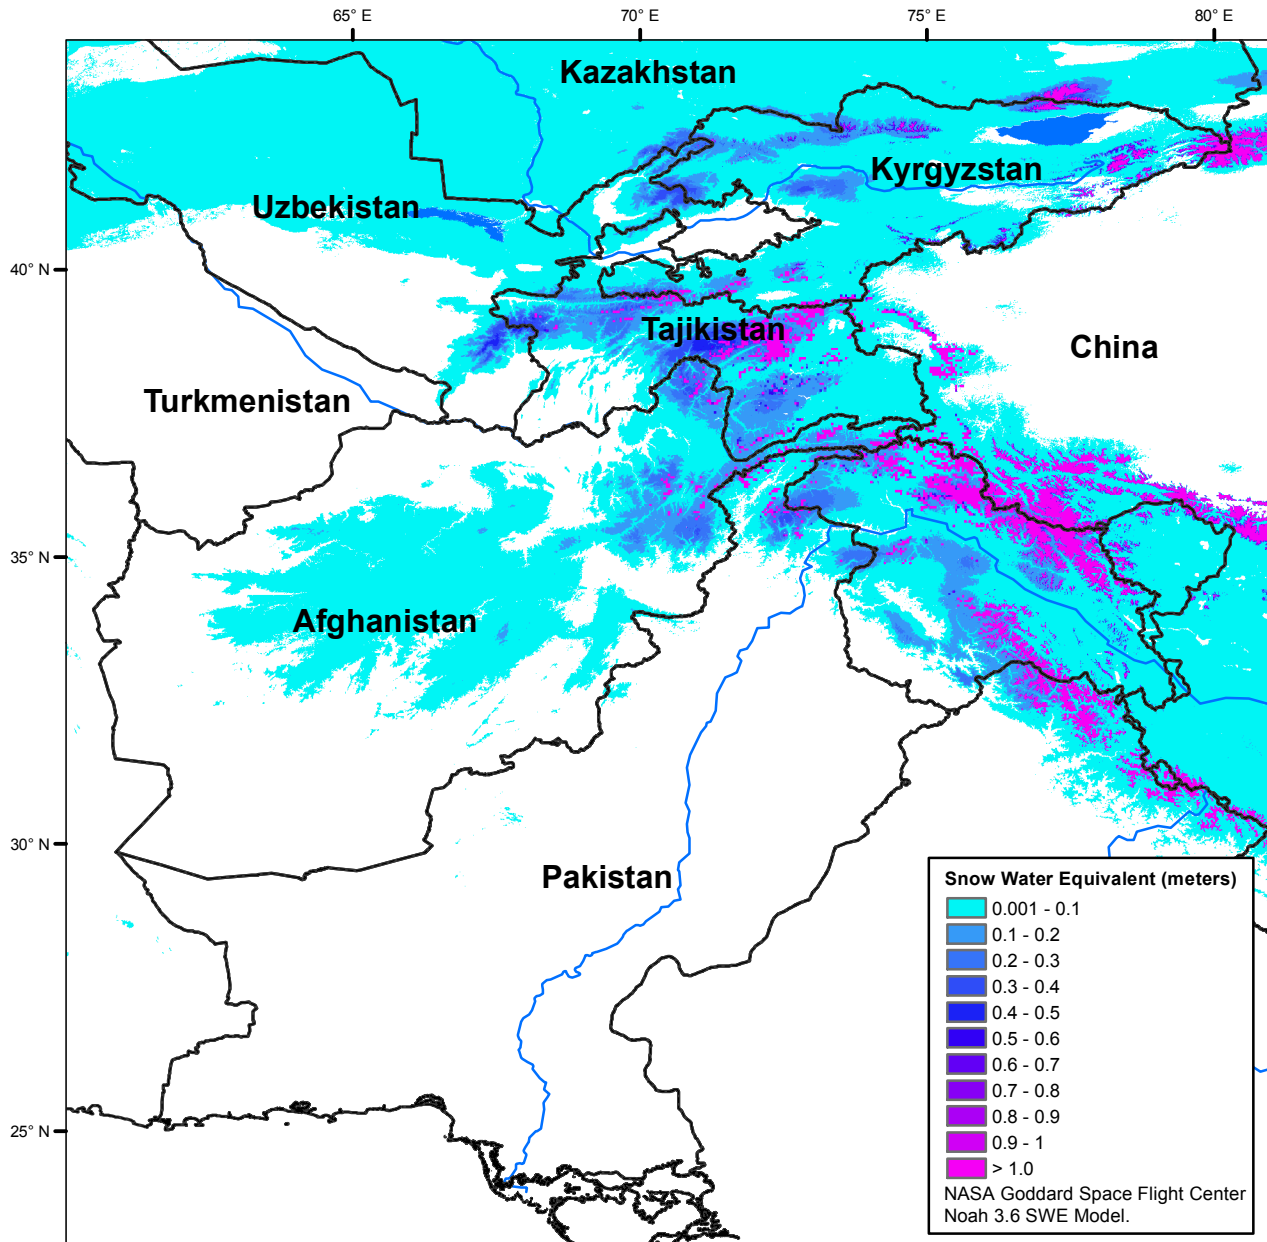 65° E
70° E
75° E
80° E
Kazakhstan
Kyrgyzstan
Uzbekistan
40° N
Tajikistan
China
Turkmenistan
35° N
Afghanistan
30° N
Pakistan
25° N
Snow Water Equivalent (meters)
0.001 - 0.1
0.1 - 0.2
0.2 - 0.3
0.3 - 0.4
0.4 - 0.5
0.5 - 0.6
0.6 - 0.7
0.7 - 0.8
0.8 - 0.9
0.9 - 1
> 1.0
NASA Goddard Space Flight Center
Noah 3.6 SWE Model.